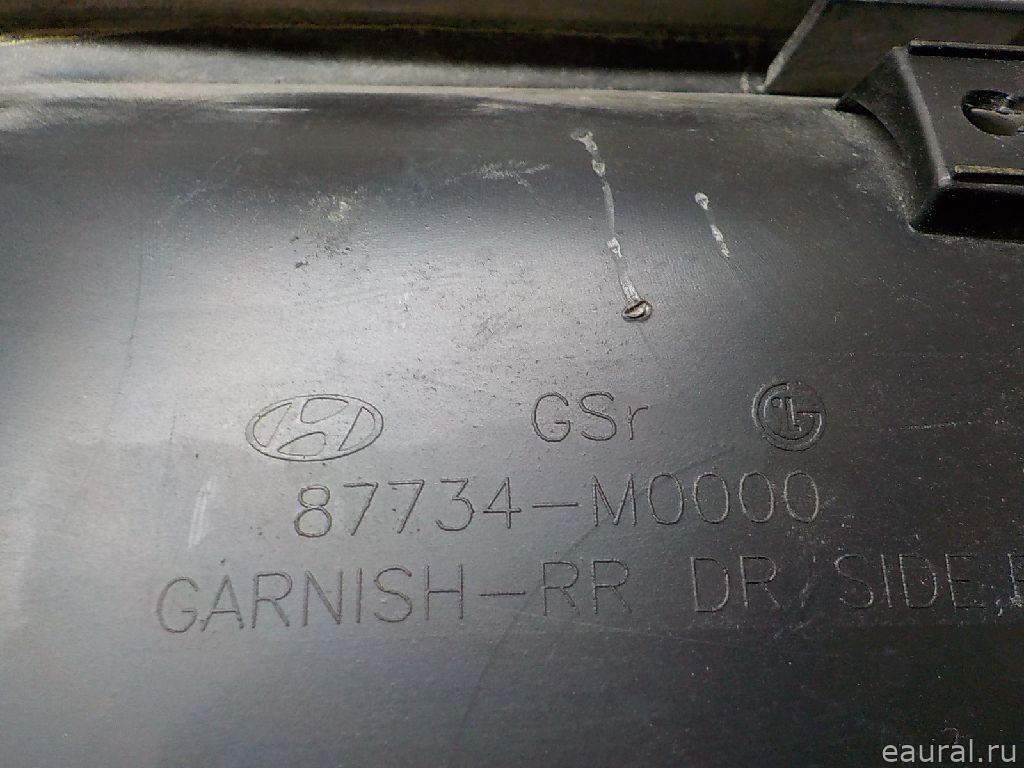 GSr
87734-M0000
GARNISH-RR DR/SIDE,
eaural.ru